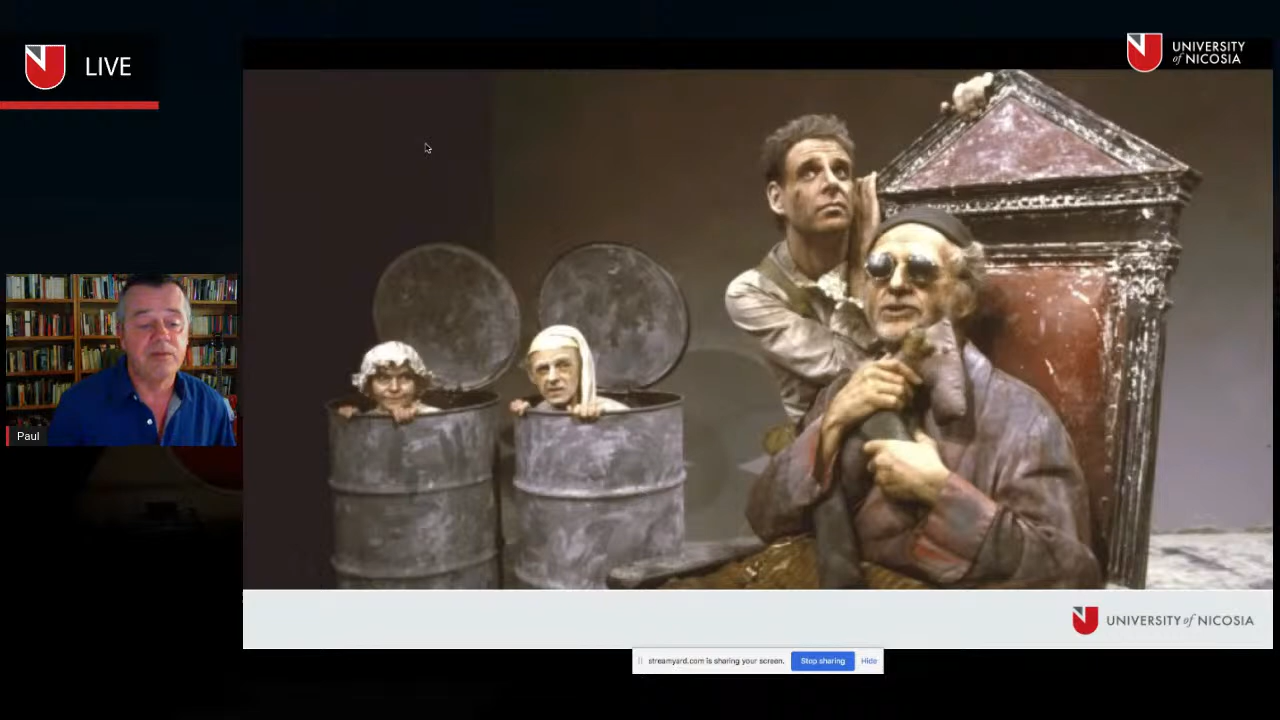 LIVE
UNIVERSITY
of NICOSIA
Paul
UNIVERSITY of NICOSIA
streamyard.com is sharing your screen.
Stop sharing
Hide